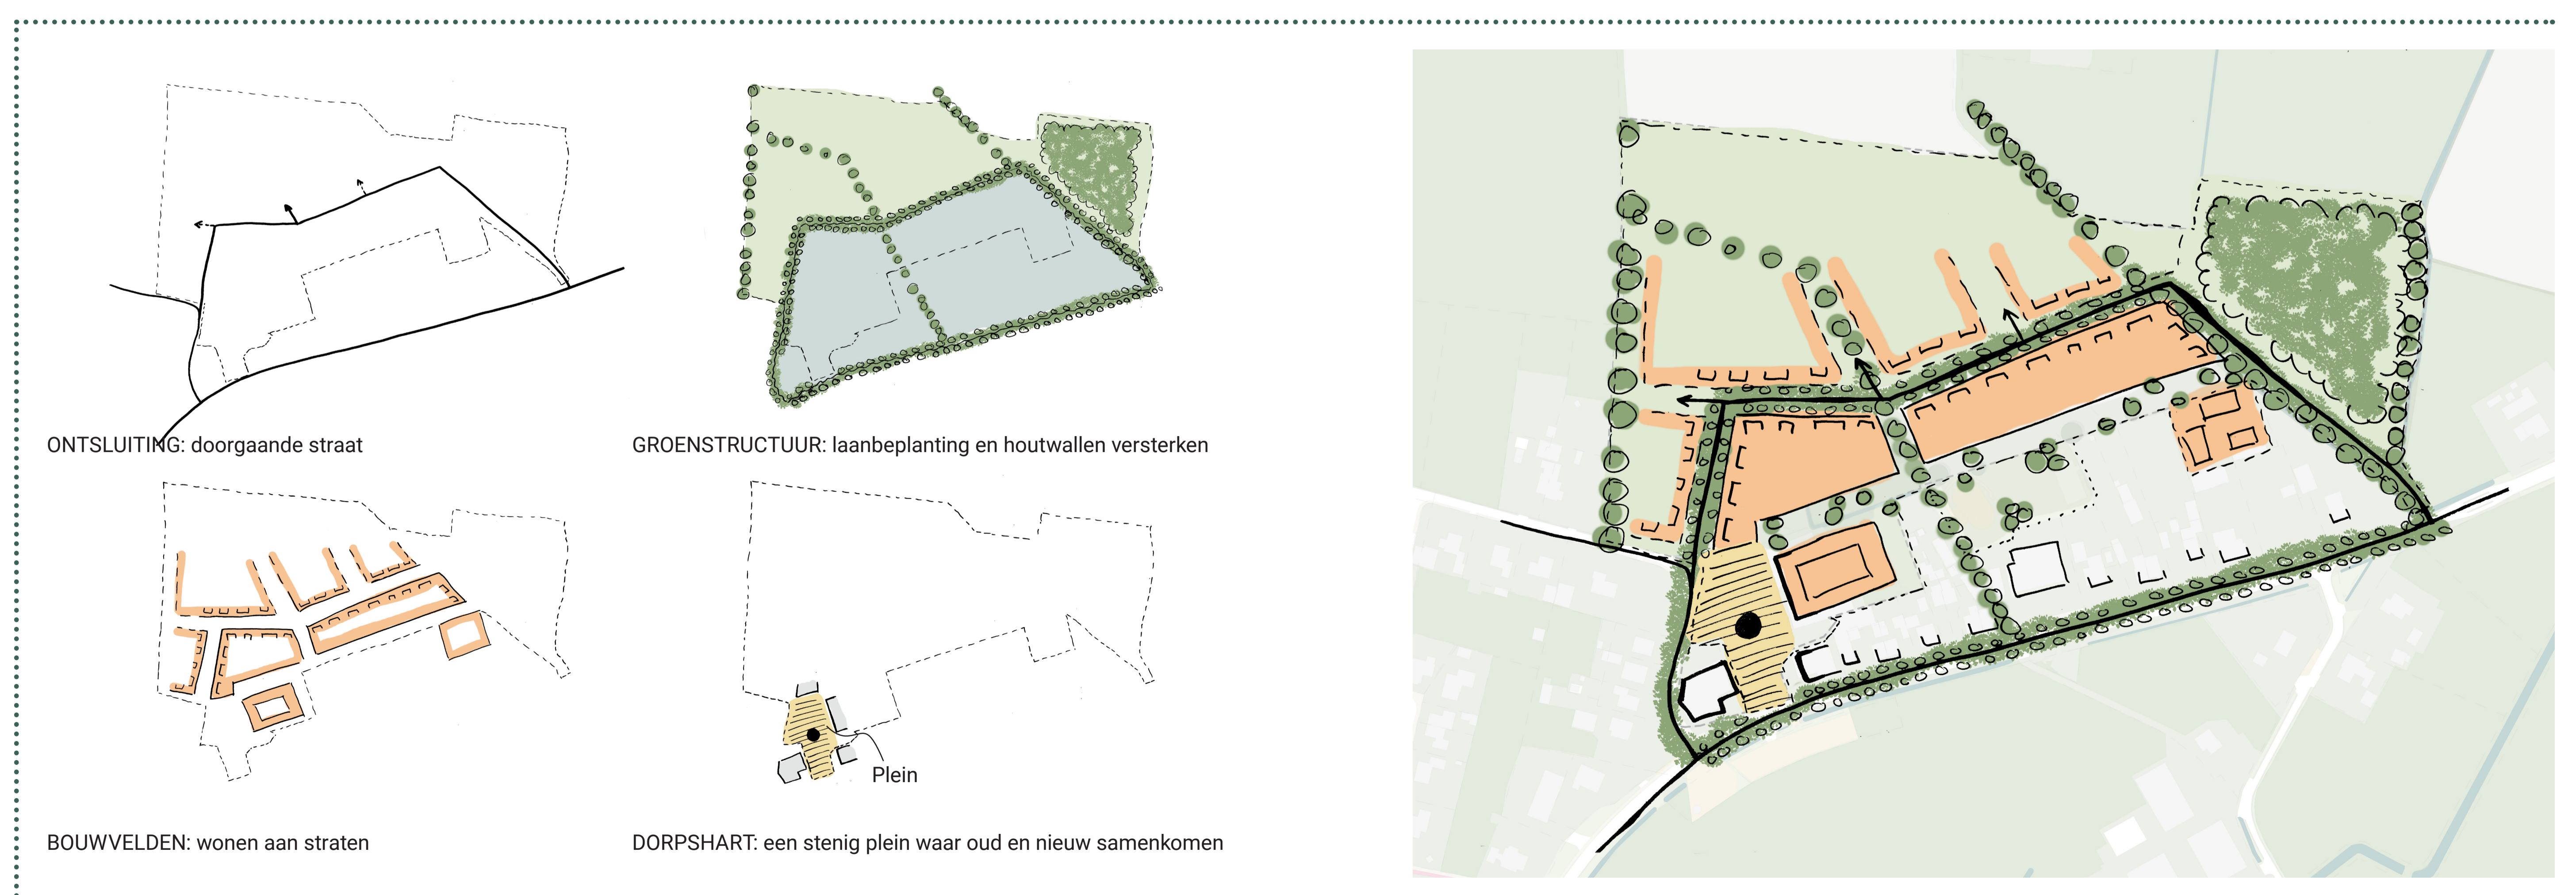 ONTSLUITING: doorgaande straat
GROENSTRUCTUUR: laanbeplanting en houtwallen versterken
Plein
BOUWVELDEN: wonen aan straten
DORPSHART: een stenig plein waar oud en nieuw samenkomen